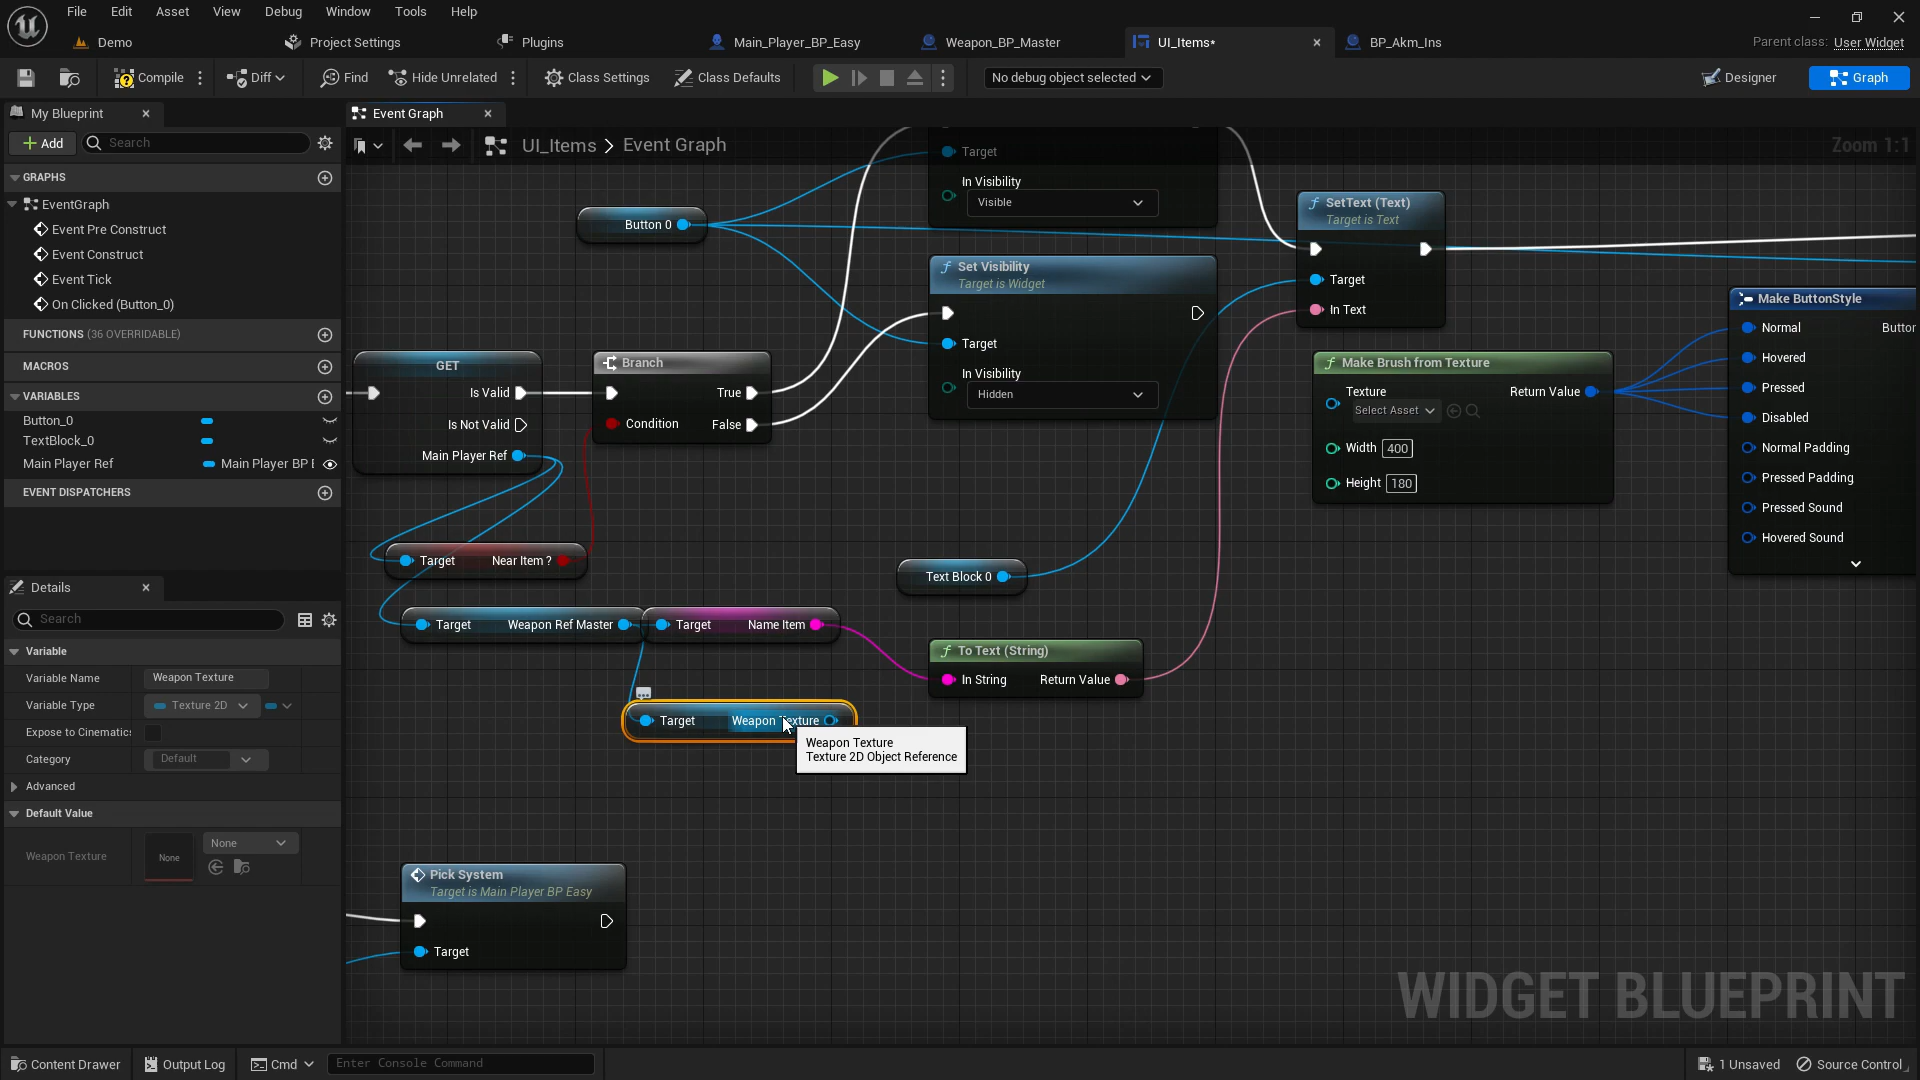 File Edit Asset View Debug Window Tools Help
Demo Project Settings Plugins Main_Player_BP_Easy Weapon_BP_Master UI_Items* BP_Akm_Ins Parent class: User Widget
Compile Diff Find Hide Unrelated Class Settings Class Defaults No debug object selected Designer Graph
My Blueprint
Event Graph
Add Search
UI_Items > Event Graph
Zoom 1:1
GRAPHS
EventGraph
Event Pre Construct
Event Construct
Event Tick
On Clicked (Button_0)
FUNCTIONS (36 OVERRIDABLE)
MACROS
VARIABLES
Button_0
TextBlock_0
Main Player Ref Main Player BP E
EVENT DISPATCHERS
Details
Search
Variable
Variable Name Weapon Texture
Variable Type Texture 2D
Expose to Cinematics
Category Default
Advanced
Default Value
Weapon Texture None None
Target
In Visibility
Visible
Button 0
SetText (Text)
Target is Text
Target
In Text
Set Visibility
Target is Widget
Target
In Visibility
Hidden
Make ButtonStyle
Normal Button
Hovered
Pressed
Disabled
Normal Padding
Pressed Padding
Pressed Sound
Hovered Sound
GET
Is Valid
Is Not Valid
Main Player Ref
Branch
True
Condition False
Make Brush from Texture
Texture Return Value
Select Asset
Width 400
Height 180
Target Near Item ?
Text Block 0
Target Weapon Ref Master
Target Name Item
To Text (String)
In String Return Value
Target Weapon Texture
Weapon Texture
Texture 2D Object Reference
Pick System
Target is Main Player BP Easy
Target
WIDGET BLUEPRINT
Content Drawer Output Log Cmd Enter Console Command 1 Unsaved Source Control